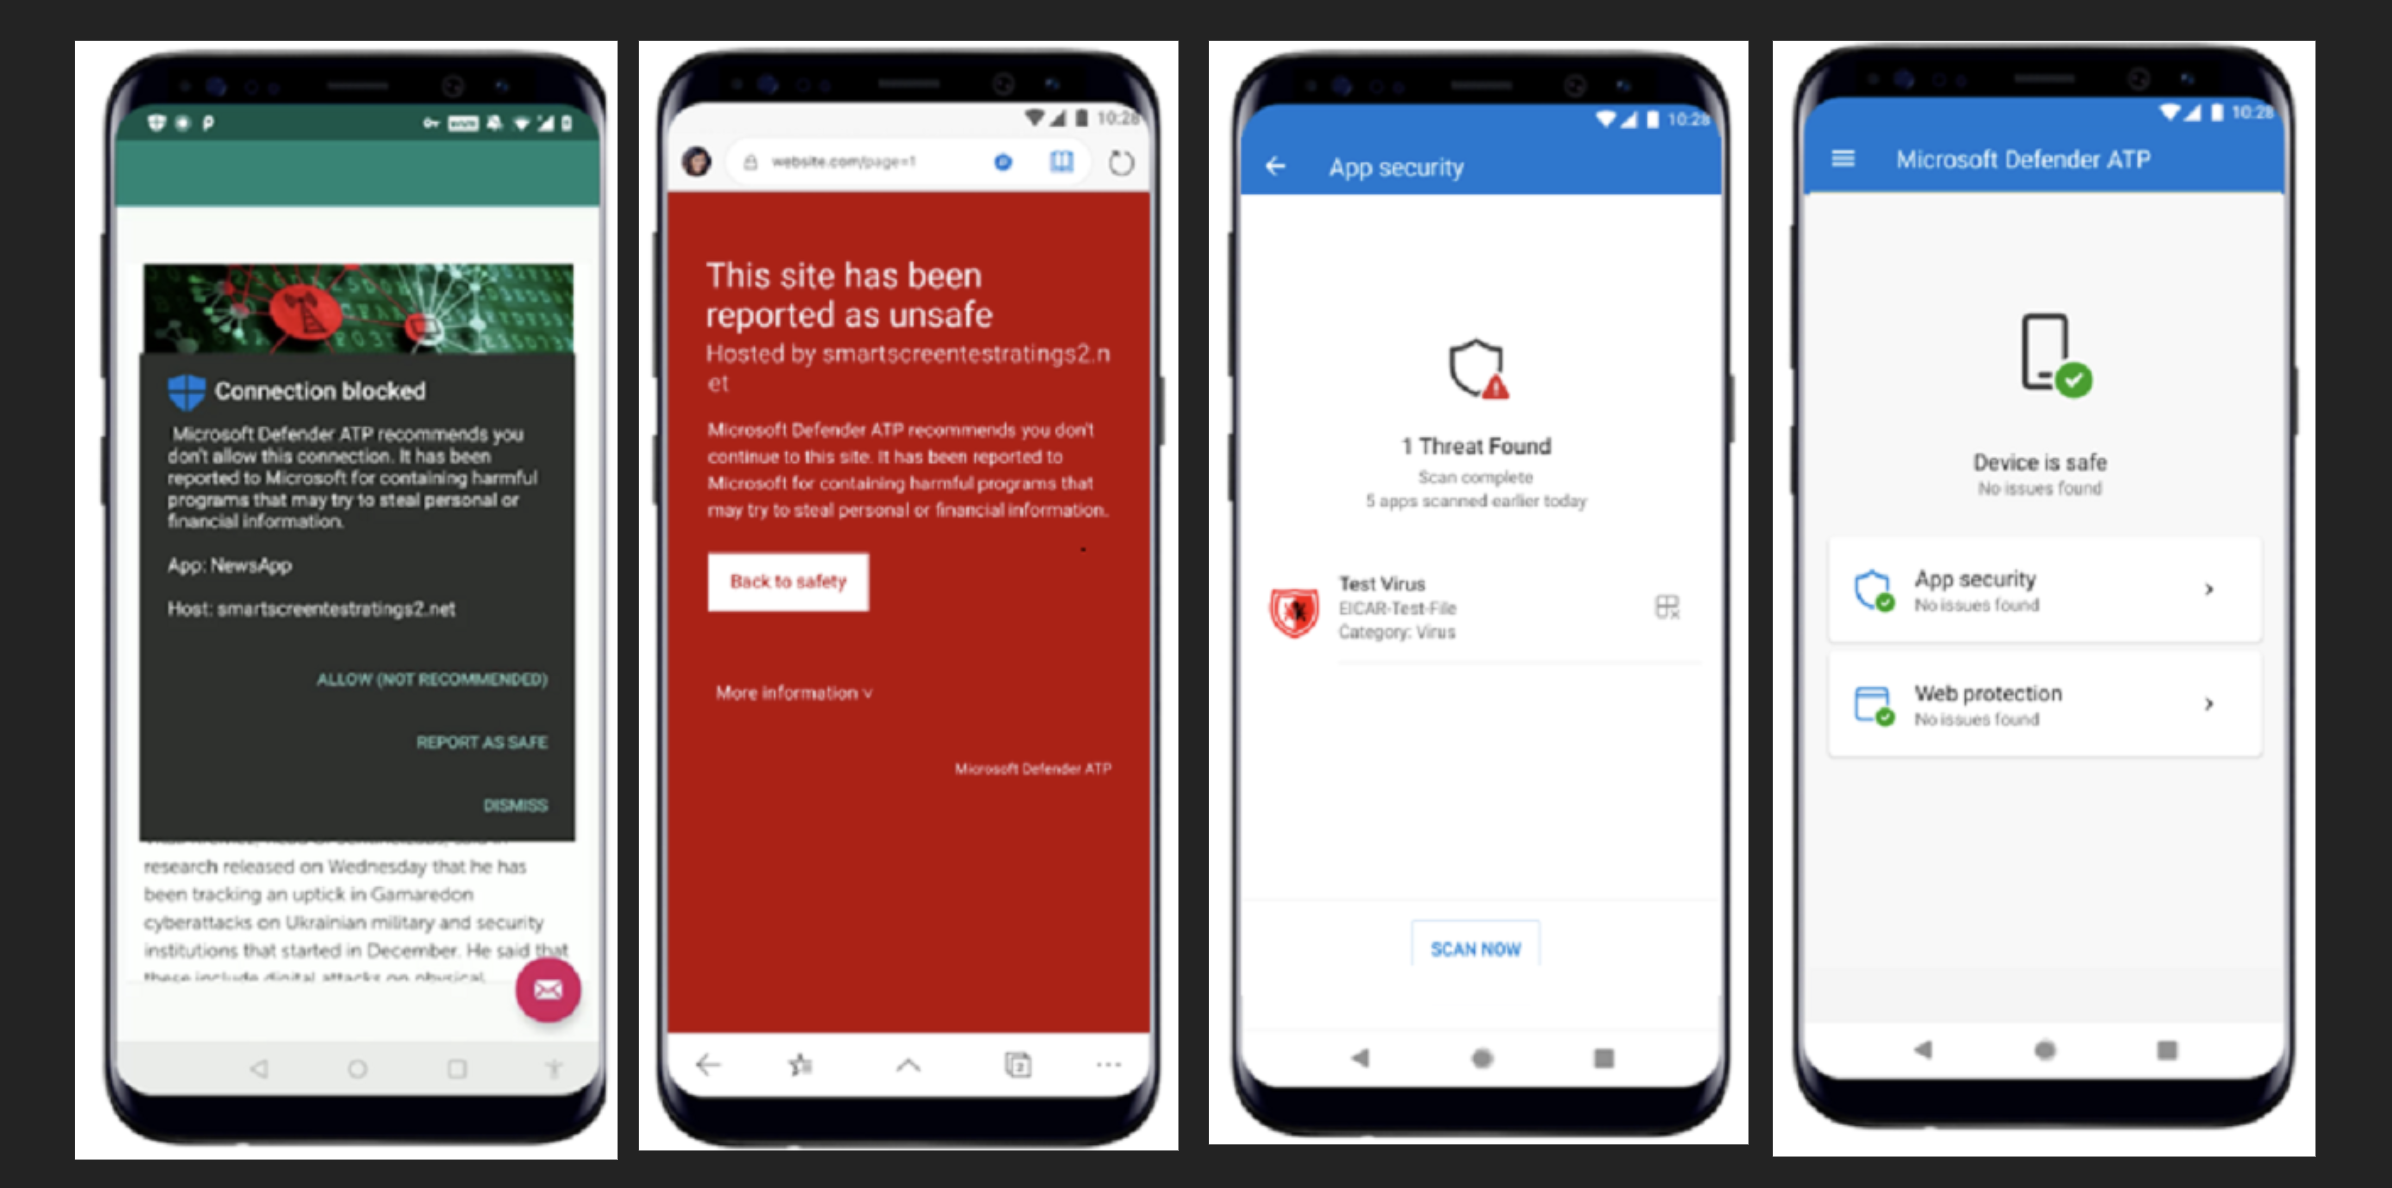 Connection blocked
Microsoft Defender ATP recommends you
don't allow this connection. It has been
reported to Microsoft for containing harmful
programs that may try to steal personal or
financial information.
App: NewsApp
Host: smartscreentestratings2.net
ALLOW (NOT RECOMMENDED)
REPORT AS SAFE
DISMISS
research released on Wednesday that he has
been tracking an uptick in Gamaredon
cyberattacks on Ukrainian military and security
institutions that started in December. He said that
these include digital attacks on physical,
10:28
website.com/page=1
This site has been
reported as unsafe
Hosted by smartscreentestratings2.n
et
Microsoft Defender ATP recommends you don't
continue to this site. It has been reported to
Microsoft for containing harmful programs that
may try to steal personal or financial information.
Back to safety
More information
Microsoft Defender ATP
2
10:28
App security
1 Threat Found
Scan complete
5 apps scanned earlier today
Test Virus
EICAR-Test-File
Category: Virus
SCAN NOW
10:28
Microsoft Defender ATP
Device is safe
No issues found
App security
No issues found
Web protection
No issues found